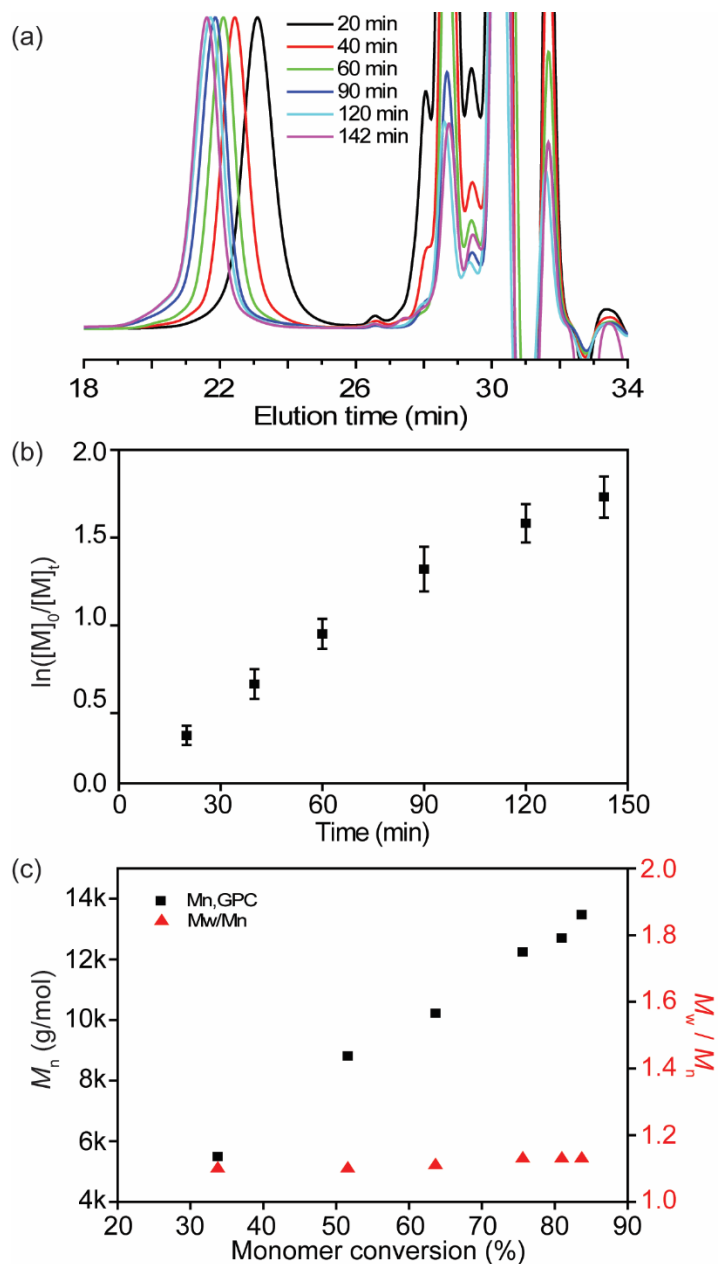 (a)
20 min
40 min
60 min
90 min
120 min
142 min
18 22 26 30 34
Elution time (min)
(b)
2.0
1.5
1.0
0.5
0.0
ln([M]0/[M]t)
0 30 60 90 120 150
Time (min)
(c)
Mn,GPC
Mw/Mn
14k
12k
10k
8k
6k
4k
Mn (g/mol)
2.0
1.8
1.6
1.4
1.2
1.0
Mw / Mn
20 30 40 50 60 70 80 90
Monomer conversion (%)